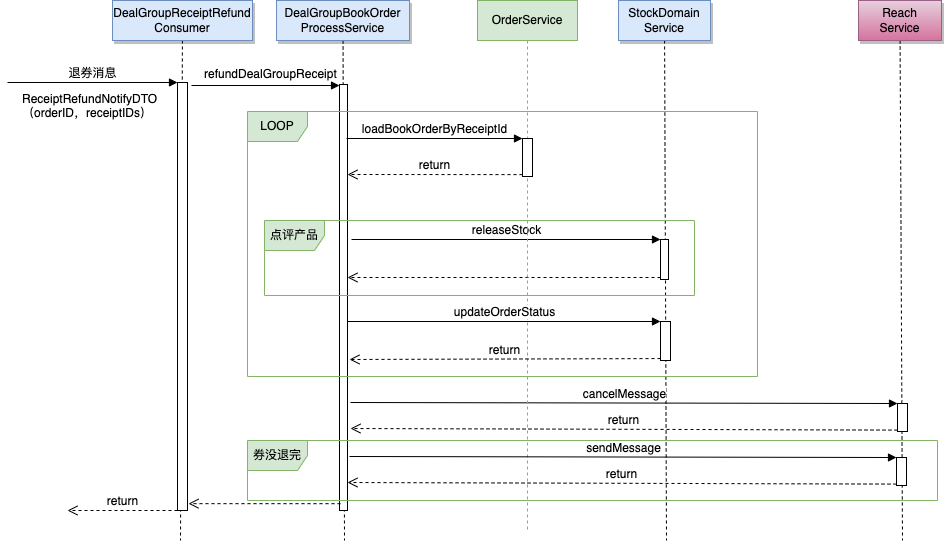 DealGroupReceiptRefund
Consumer
DealGroupBookOrder
ProcessService
OrderService
StockDomain
Service
Reach
Service
退券消息
refundDealGroupReceipt
ReceiptRefundNotifyDTO
（orderID，receiptIDs）
LOOP
loadBookOrderByReceiptId
return
点评产品
releaseStock
updateOrderStatus
return
cancelMessage
return
券没退完
sendMessage
return
return